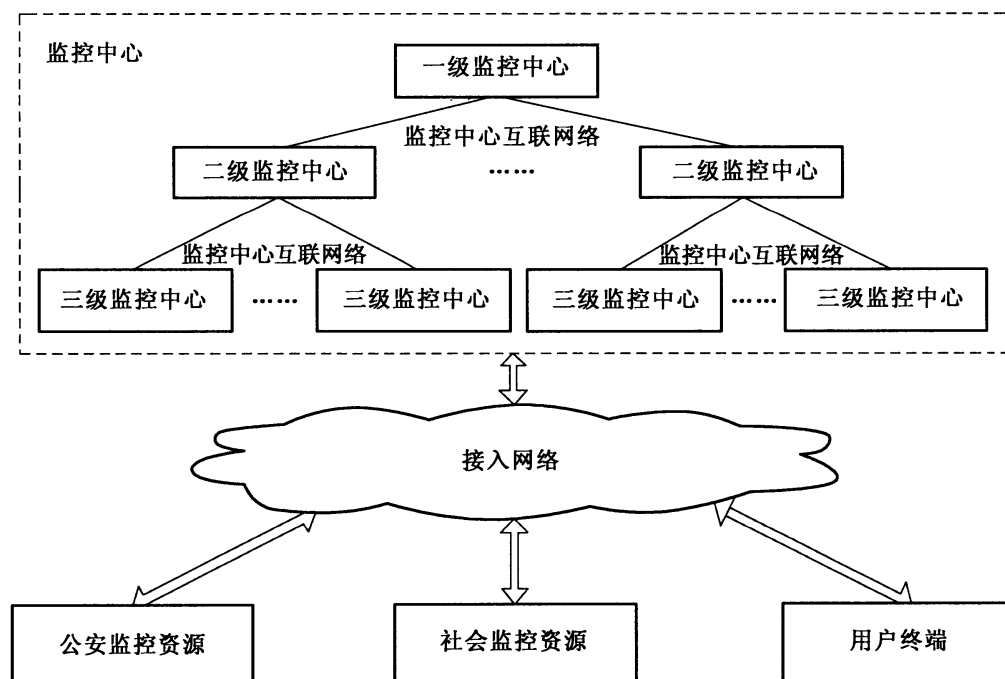 监控中心
一级监控中心
监控中心互联网络
二级监控中心
……
二级监控中心
监控中心互联网络
监控中心互联网络
三级监控中心
……
三级监控中心
三级监控中心
……
三级监控中心
接入网络
公安监控资源
社会监控资源
用户终端